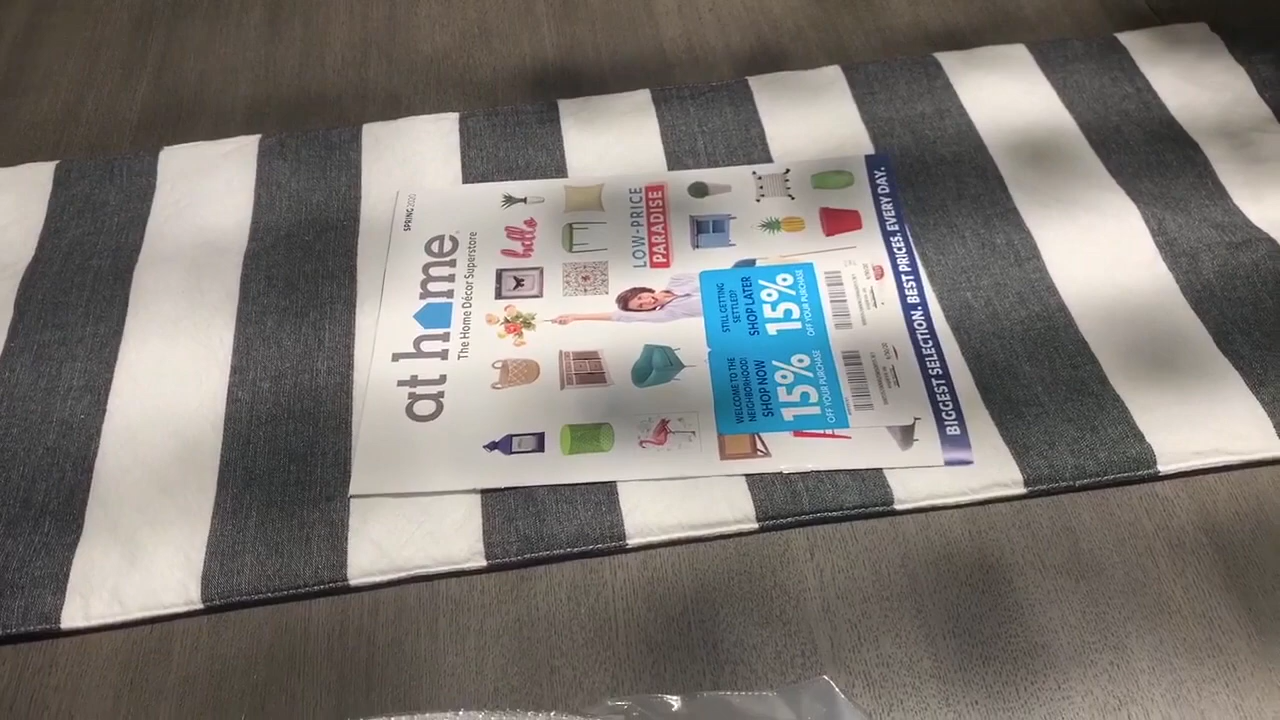 SPRING 2020
at home
The Home Décor Superstore
hello
LOW-PRICE
PARADISE
WELCOME TO THE
NEIGHBORHOOD!
SHOP NOW
15%
OFF YOUR PURCHASE
STILL GETTING
SETTLED?
SHOP LATER
15%
OFF YOUR PURCHASE
BIGGEST SELECTION. BEST PRICES. EVERY DAY.